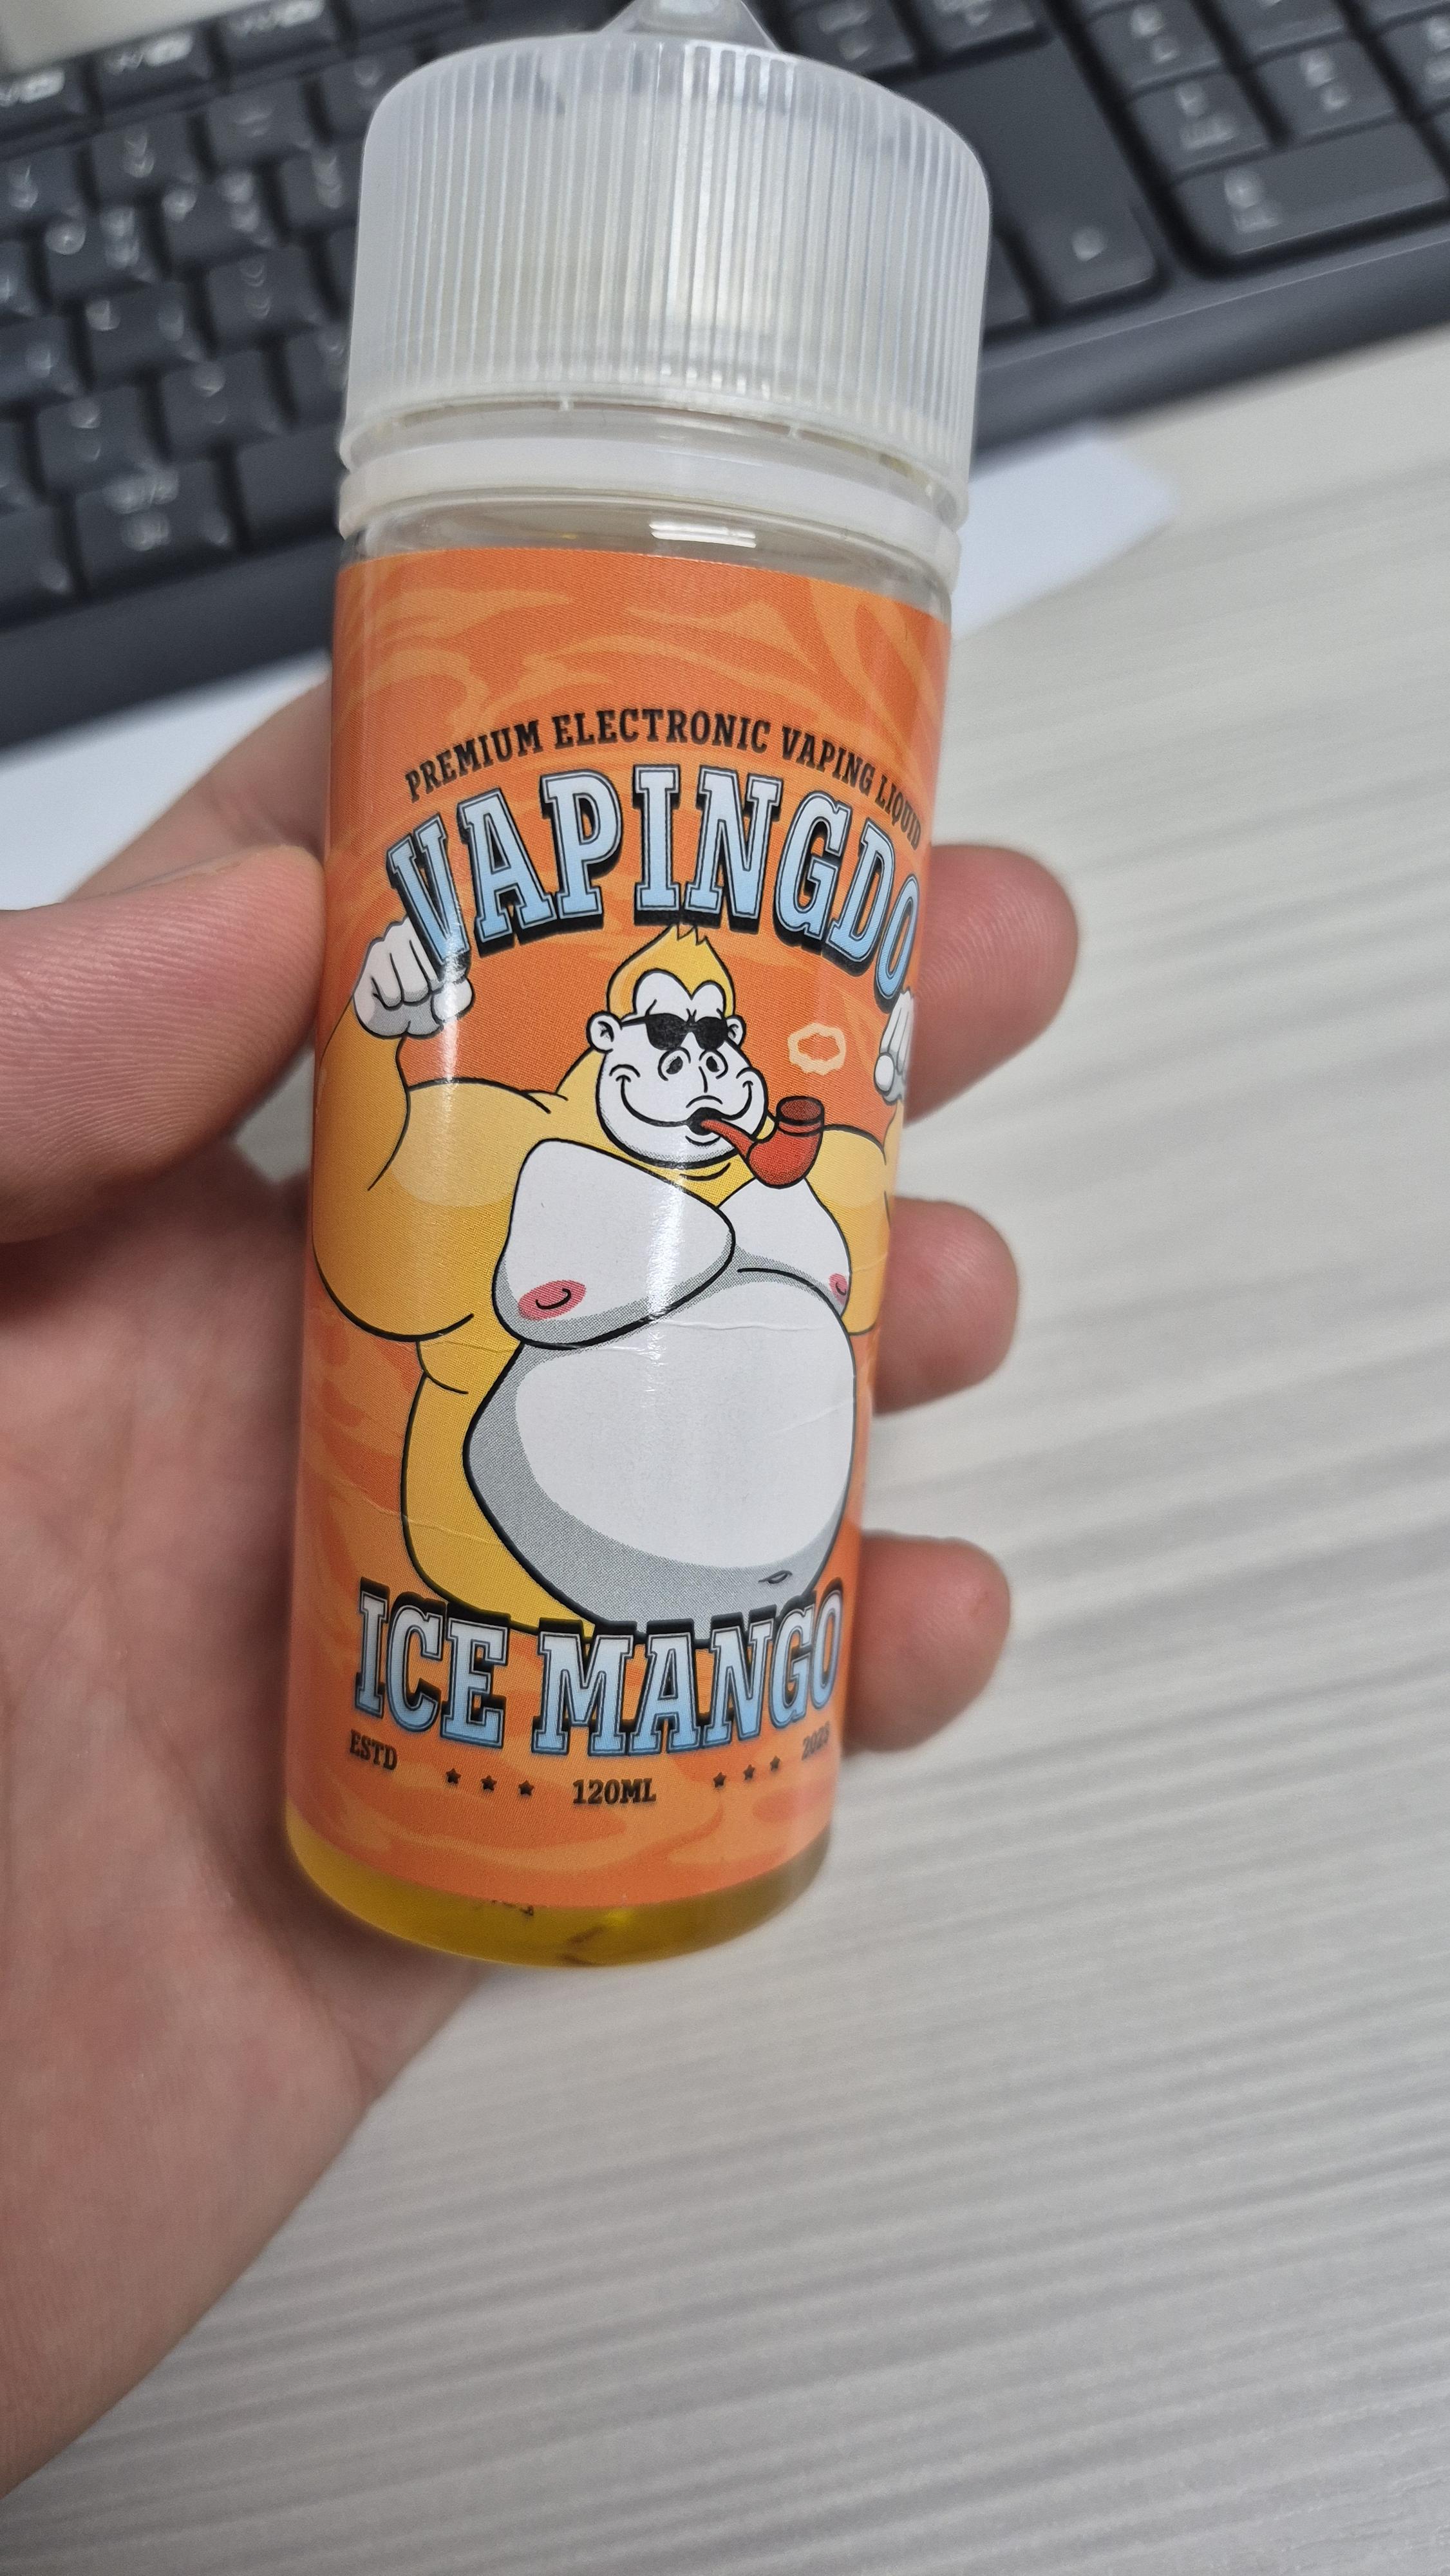 PREMIUM ELECTRONIC VAPING LIQUID
VAPINGDO
ICE MANGO
ESTD
120ML